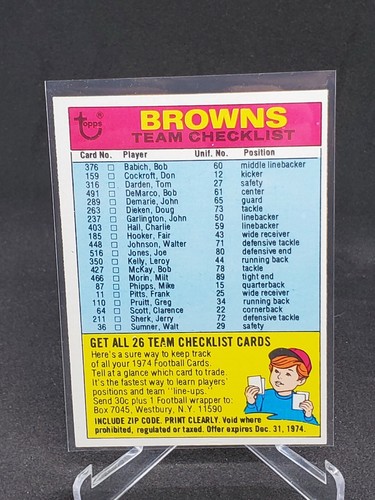 topps®
BROWNS
TEAM CHECKLIST
Card No. Player Unif. No. Position
376 □ Babich, Bob 60 middle linebacker
159 □ Cockroft, Don 12 kicker
316 □ Darden, Tom 27 safety
491 □ DeMarco, Bob 61 center
289 □ Demarie, John 65 guard
263 □ Dieken, Doug 73 tackle
237 □ Garlington, John 50 linebacker
403 □ Hall, Charlie 59 linebacker
185 □ Hooker, Fair 43 wide receiver
448 □ Johnson, Walter 71 defensive tackle
516 □ Jones, Joe 80 defensive end
350 □ Kelly, Leroy 44 running back
427 □ McKay, Bob 78 tackle
466 □ Morin, Milt 89 tight end
87 □ Phipps, Mike 15 quarterback
11 □ Pitts, Frank 25 wide receiver
110 □ Pruitt, Greg 34 running back
64 □ Scott, Clarence 22 cornerback
211 □ Sherk, Jerry 72 defensive tackle
36 □ Sumner, Walt 29 safety
GET ALL 26 TEAM CHECKLIST CARDS
Here's a sure way to keep track
of all your 1974 Football Cards.
Tell at a glance which card to trade.
It's the fastest way to learn players'
positions and team "line-ups."
Send 30c plus 1 Football wrapper to:
Box 7045, Westbury, N.Y. 11590
INCLUDE ZIP CODE. PRINT CLEARLY. Void where
prohibited, regulated or taxed. Offer expires Dec. 31, 1974.